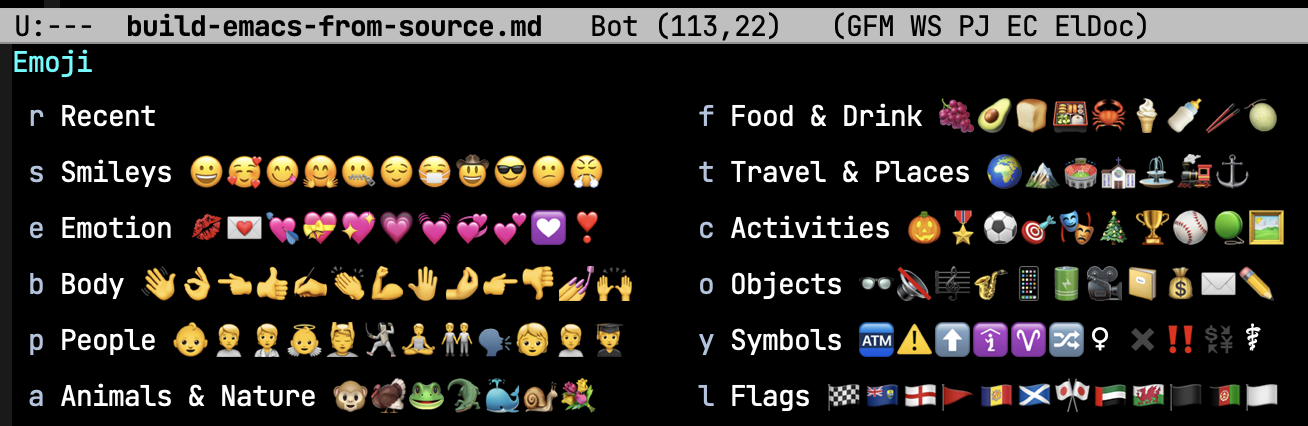 U:--- build-emacs-from-source.md Bot (113,22) (GFM WS PJ EC ElDoc)
Emoji
r Recent
f Food & Drink 🍇🥑🍞🍱🦀🍦🍼🥢🍈
s Smileys 😀🥰😋🤗🤐😌😷🤠😎🙁😤
t Travel & Places 🌍⛰️🏟️⛪⛲🚂⚓
e Emotion 💋💌💘💝💖💗💓💞💕💟❣️
c Activities 🎃🎖️⚽🎯🎭🎄🏆⚾🟢🖼️
b Body 👋👌👈👍✍️👏💪🤚🤌👉👎💅🙌
o Objects 👓🔇🎼🎷📱🔋🎥📔💰✉️✏️
p People 👶👱‍♂️👨‍⚕️👼💆🤺🧘👬🗣️🧒👱‍♂️👨‍🎓
y Symbols 🏧⚠️⬆️🛐♈🔀♀ ✖‼️💱⚕
a Animals & Nature 🐵🦃🐸🐊🐳🐌💐
l Flags 🏁🇦🇨🏴󠁧󠁢󠁥󠁮󠁧󠁿🚩🇦🇩🏴󠁧󠁢󠁳󠁣󠁴󠁿🎌🇦🇪🏴󠁧󠁢󠁷󠁬󠁳󠁿🏴🇦🇫🏳️